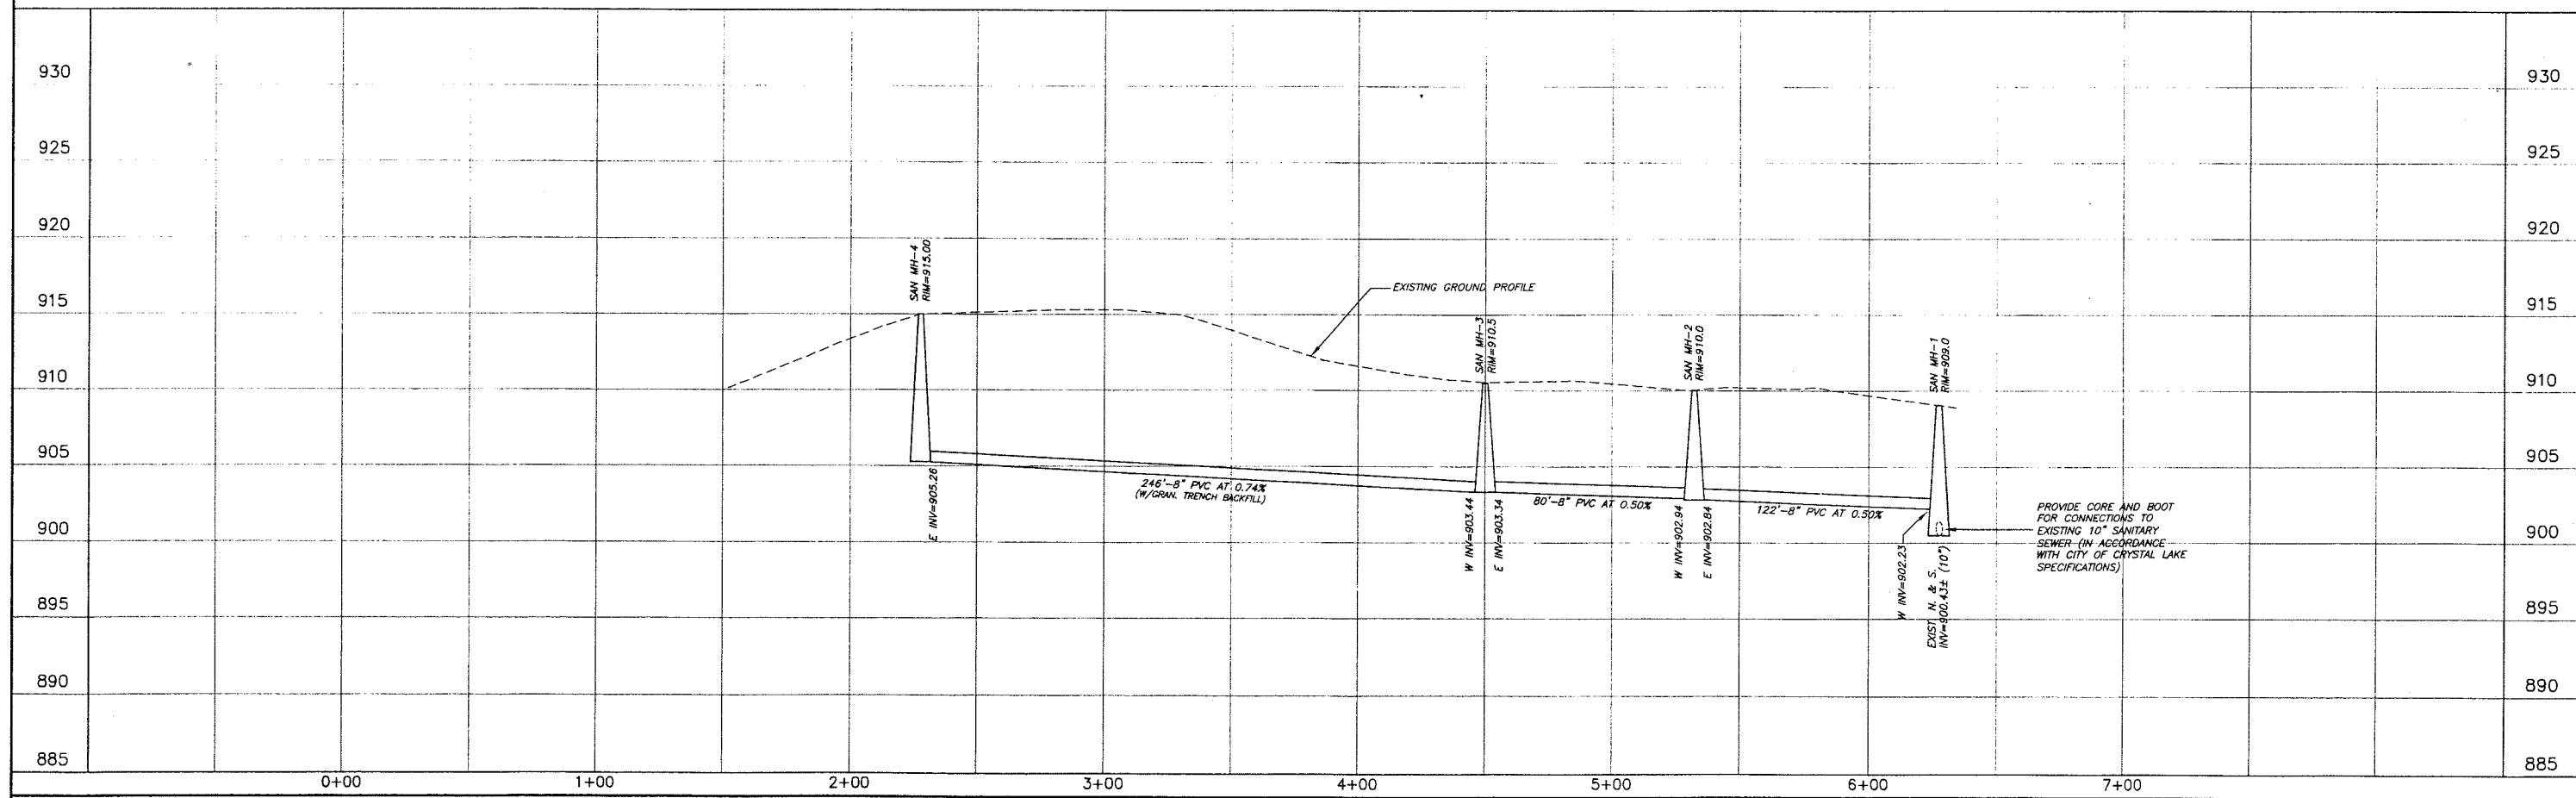 930
930
925
925
920
920
SAN MH-4
RIM=915.00
915
915
EXISTING GROUND PROFILE
SAN MH-3
RIM=910.5
SAN MH-2
RIM=910.0
SAN MH-1
RIM=909.0
910
910
905
905
E INV=905.26
246'-8" PVC AT 0.74%
(W/GRAN. TRENCH BACKFILL)
W INV=903.44
E INV=903.34
80'-8" PVC AT 0.50%
W INV=902.94
E INV=902.84
122'-8" PVC AT 0.50%
W INV=902.23
EXIST. N. & S.
INV=900.43± (10")
PROVIDE CORE AND BOOT
FOR CONNECTIONS TO
EXISTING 10" SANITARY
SEWER (IN ACCORDANCE
WITH CITY OF CRYSTAL LAKE
SPECIFICATIONS)
900
900
895
895
890
890
885
885
0+00
1+00
2+00
3+00
4+00
5+00
6+00
7+00